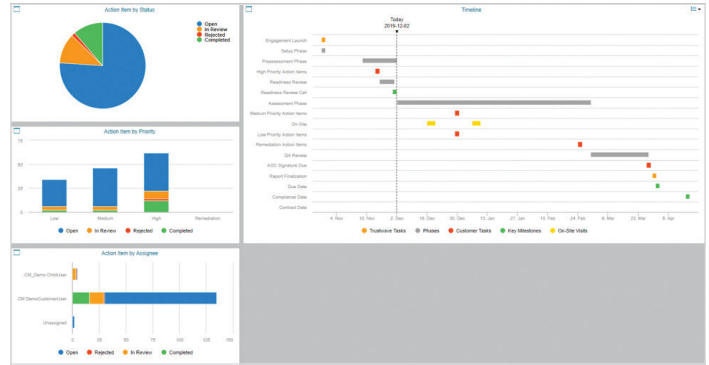 Action Item by Status
Open
In Review
Rejected
Completed
Action Item by Priority
75
50
25
0
Low
Medium
High
Remediation
Open
In Review
Rejected
Completed
Action Item by Assignee
CM_Demo ChildUser
CM DemoCustomerUser
Unassigned
0
25
50
75
100
125
150
Open
Rejected
In Review
Completed
Timeline
Today
2019-12-02
Engagement Launch
Setup Phase
Preassessment Phase
High Priority Action Items
Readiness Review
Readiness Review Call
Assessment Phase
Medium Priority Action Items
On-Site
Low Priority Action Items
Remediation Action Items
QA Review
AOC Signature Due
Report Finalization
Due Date
Compliance Date
Contract Date
4. Nov
18. Nov
2. Dec
16. Dec
30. Dec
13. Jan
27. Jan
10. Feb
24. Feb
9. Mar
23. Mar
6. Apr
Trustwave Tasks
Phases
Customer Tasks
Key Milestones
On-Site Visits